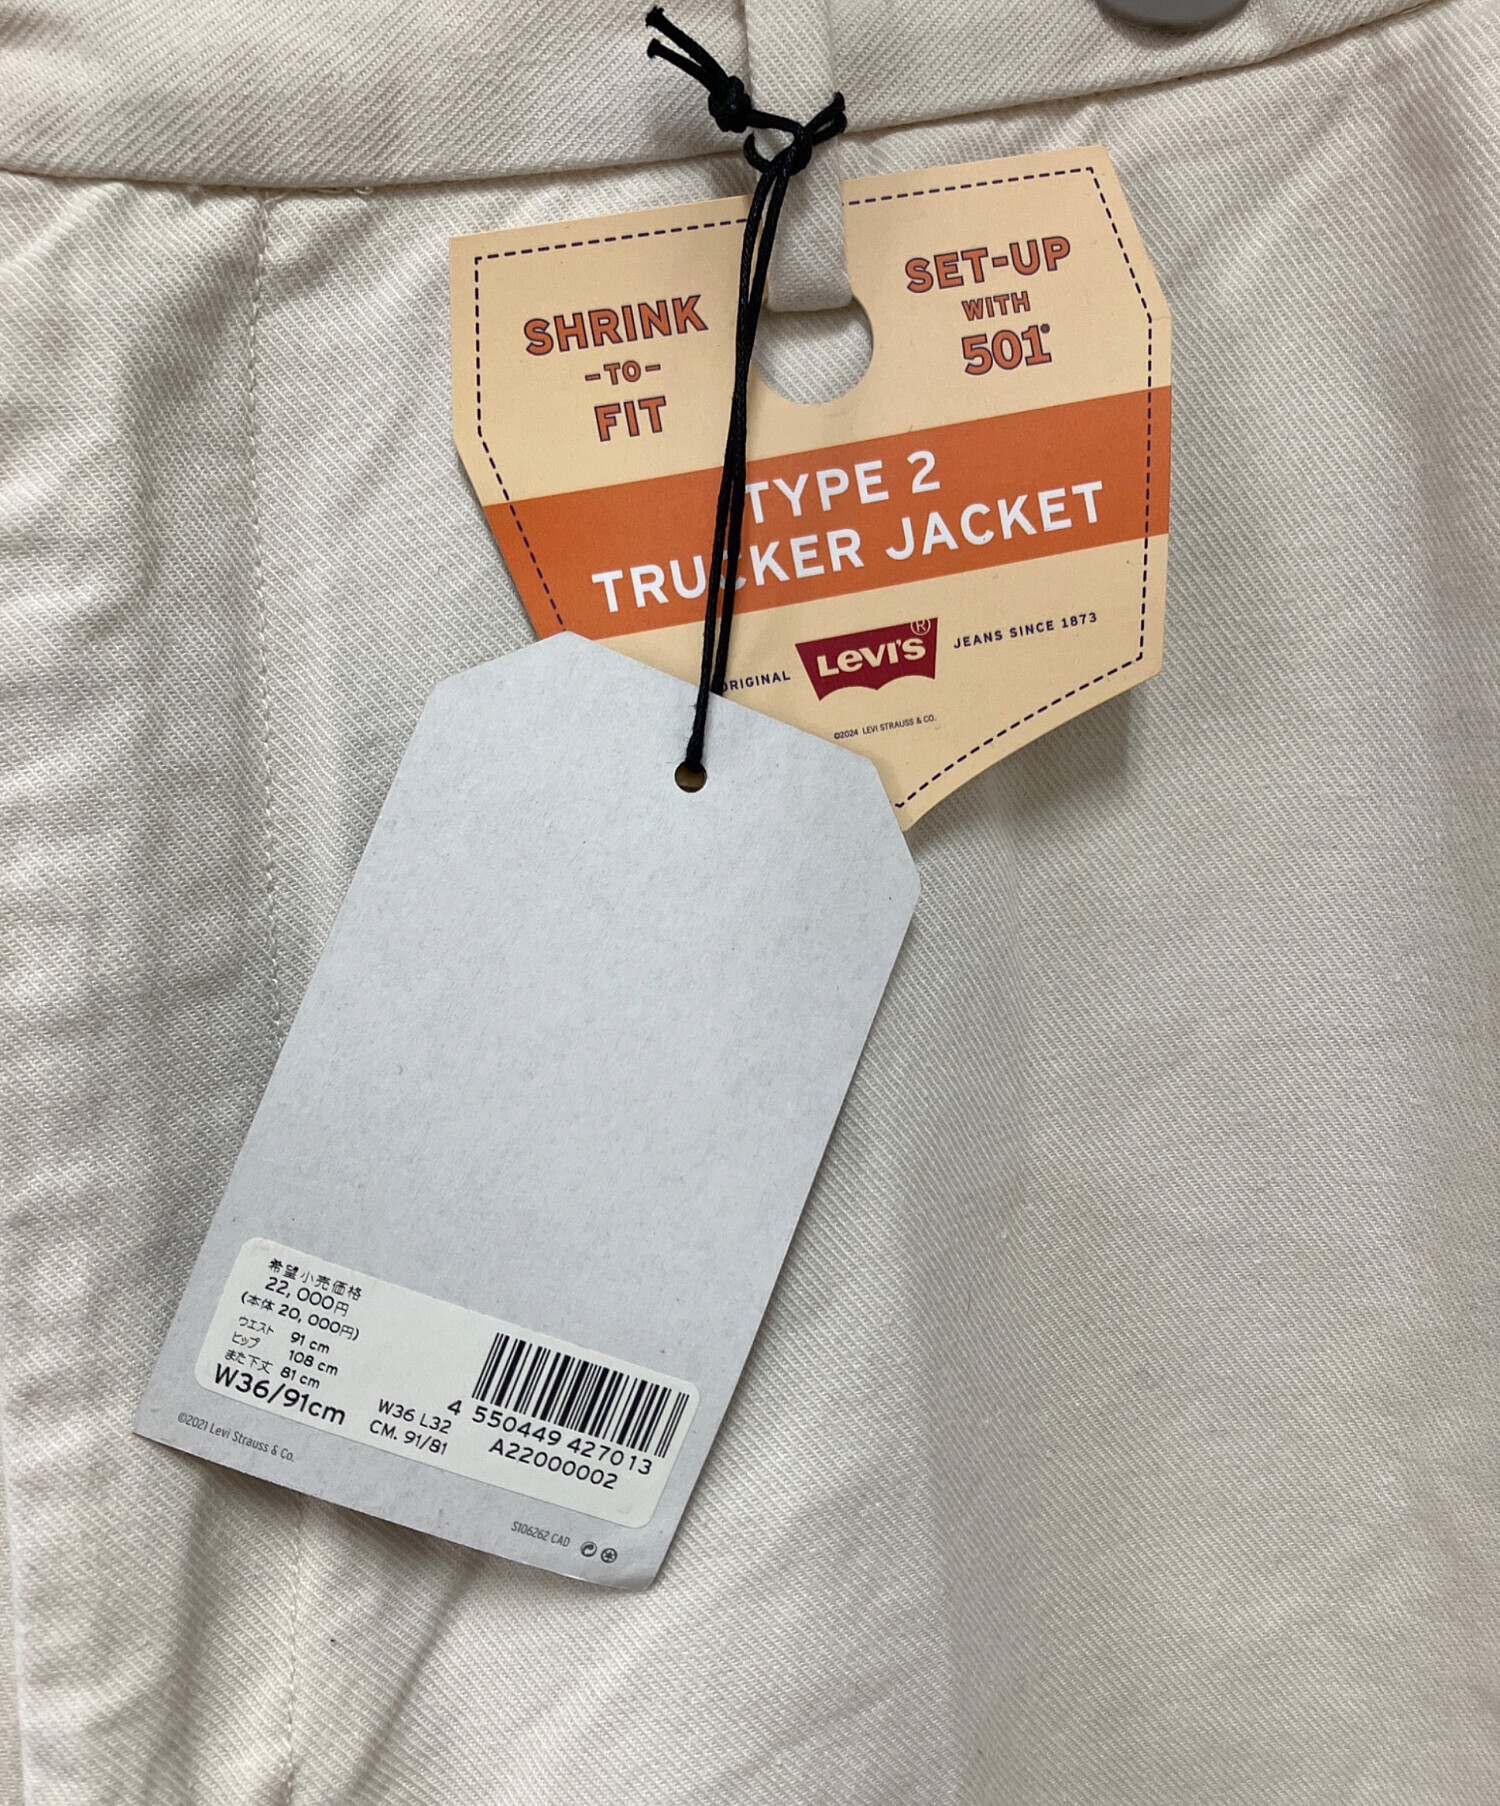 SHRINK
-TO-
FIT
SET-UP
WITH
501®
TYPE 2
TRUCKER JACKET
ORIGINAL LEVI'S® JEANS SINCE 1873
©2024 LEVI STRAUSS & CO.
希望小売価格
22,000円
(本体 20,000円)
ウエスト 91 cm
ヒップ 108 cm
また下丈 81 cm
W36/91cm
W36 L32
CM. 91/81
4 550449 427013
A22000002
©2021 Levi Strauss & Co.
S106262 CAD